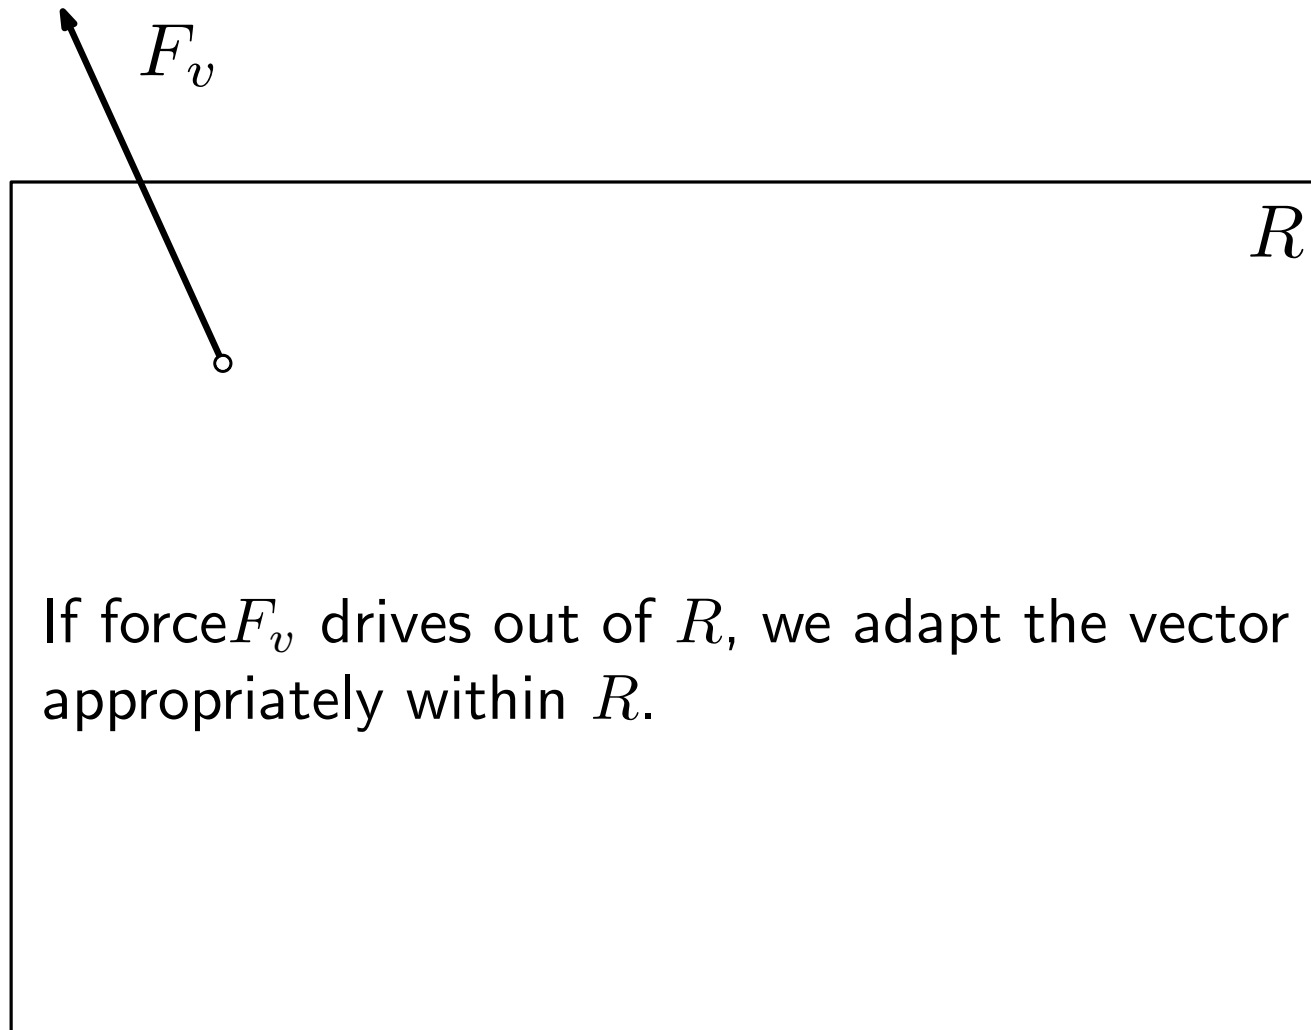 F_v
R
If forceF_v drives out of R, we adapt the vector
appropriately within R.